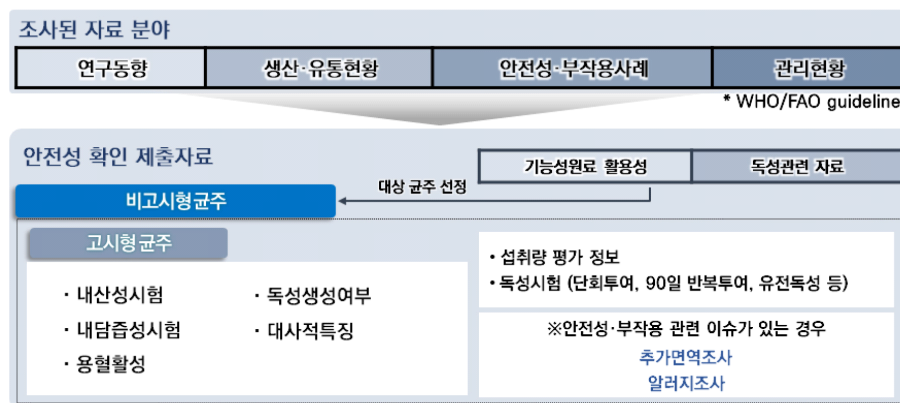 조사된 자료 분야
연구동향 생산·유통현황 안전성·부작용사례 관리현황
* WHO/FAO guideline
안전성 확인 제출자료
기능성원료 활용성 독성관련 자료
대상 균주 선정
비고시형균주
고시형균주
· 내산성시험
· 내담즙성시험
· 용혈활성
· 독성생성여부
· 대사적특징
• 섭취량 평가 정보
• 독성시험 (단회투여, 90일 반복투여, 유전독성 등)
※안전성·부작용 관련 이슈가 있는 경우
추가면역조사
알러지조사